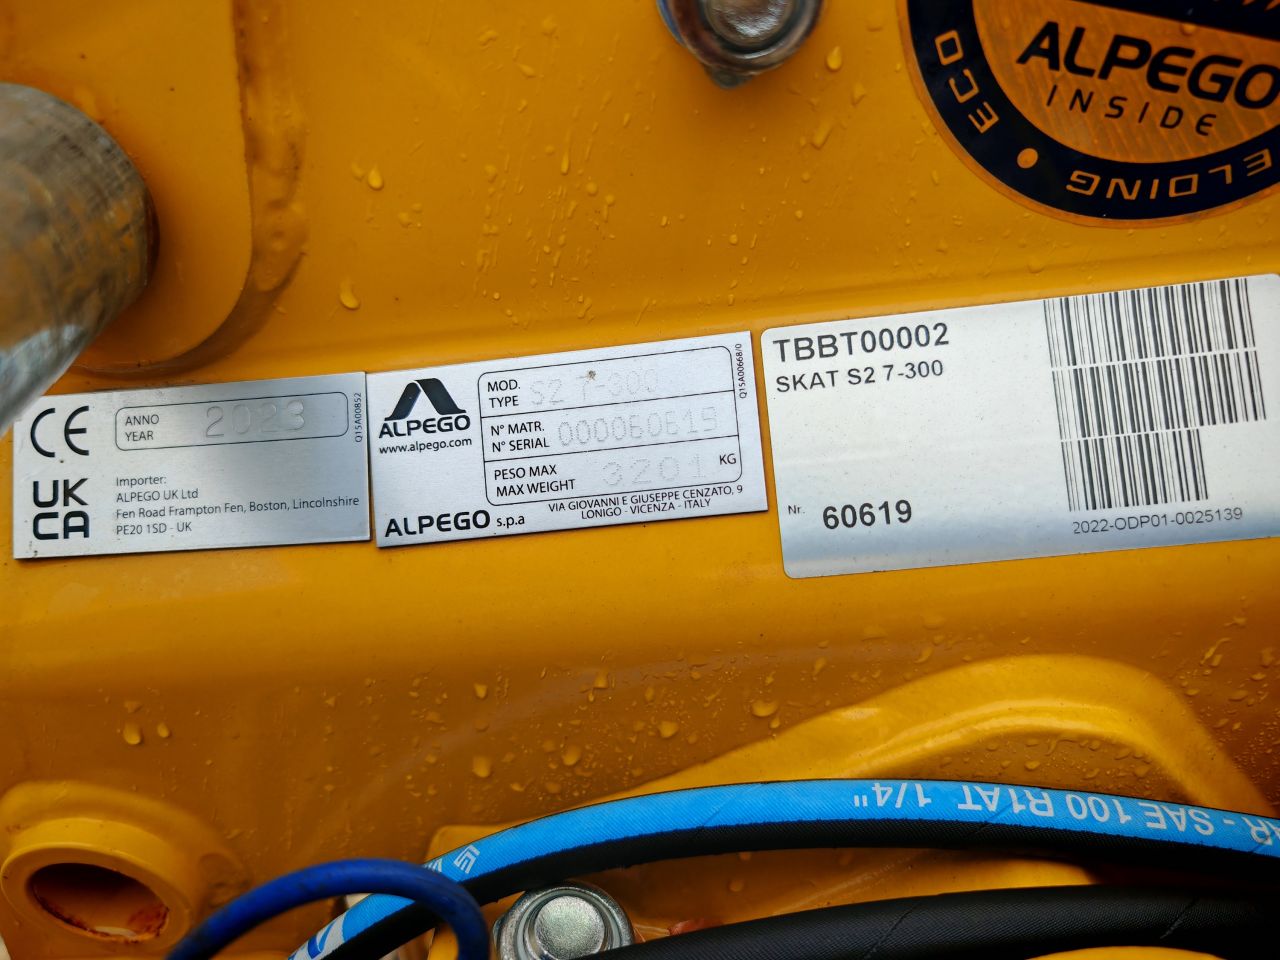 ALPEGO
INSIDE
ECO
ELDING
CE
ANNO
YEAR
2023
Q15A00852
UK
CA
Importer:
ALPEGO UK Ltd
Fen Road Frampton Fen, Boston, Lincolnshire
PE20 1SD - UK
ALPEGO
www.alpego.com
MOD.
TYPE
S2 7-300
N° MATR.
N° SERIAL
000060619
PESO MAX
MAX WEIGHT
3201
KG
Q15A00668/0
ALPEGO s.p.a
VIA GIOVANNI E GIUSEPPE CENZATO, 9
LONIGO - VICENZA - ITALY
TBBT00002
SKAT S2 7-300
Nr. 60619
2022-ODP01-0025139
R - SAE 100 R1AT 1/4"